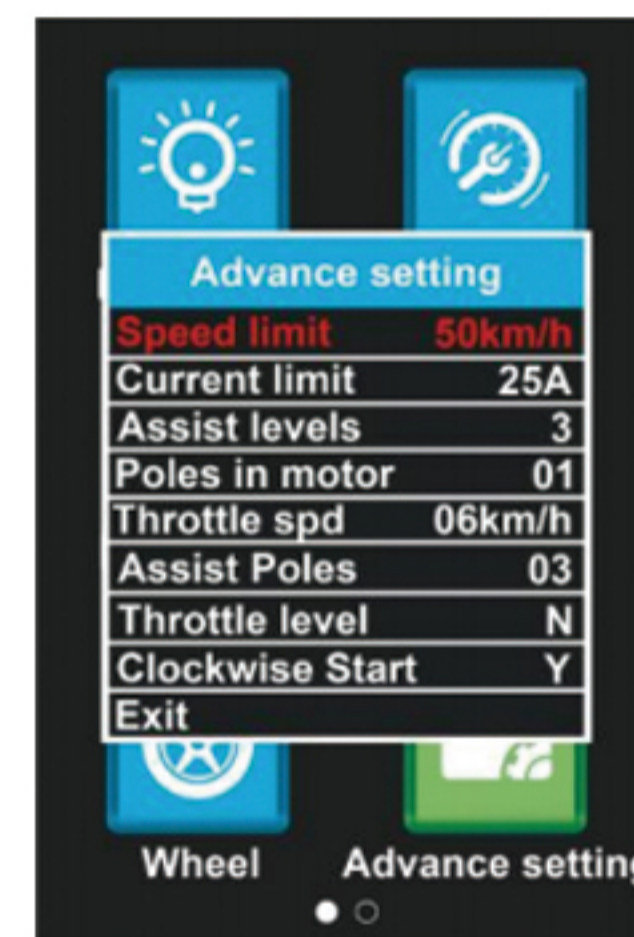 Advance setting
Speed limit 50km/h
Current limit 25A
Assist levels 3
Poles in motor 01
Throttle spd 06km/h
Assist Poles 03
Throttle level N
Clockwise Start Y
Exit
Wheel Advance setting